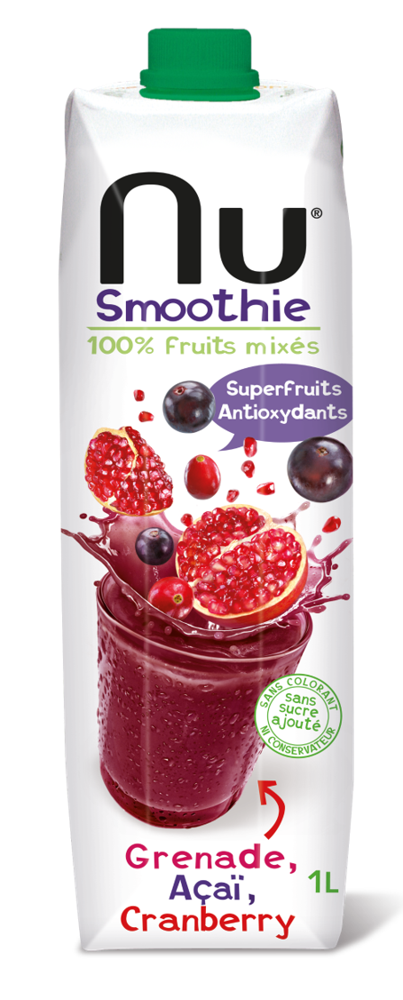 nu®
Smoothie
100% fruits mixés
Superfruits
Antioxydants
SANS COLORANT
sans
sucre
ajouté
NI CONSERVATEUR
Grenade,
Açaï,
1L
Cranberry